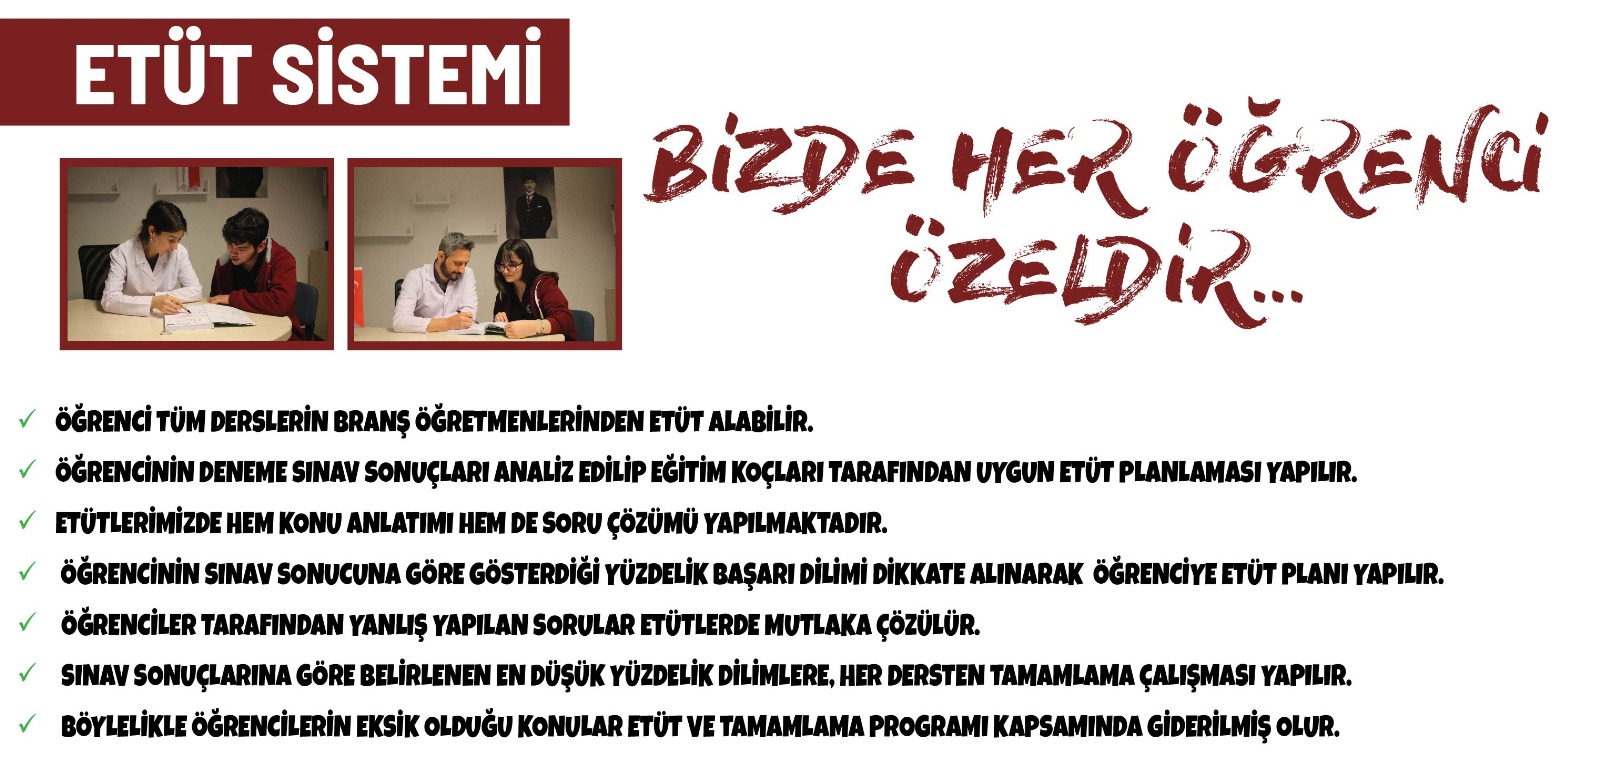 ETÜT SİSTEMİ
BİZDE HER ÖĞRENCİ
ÖZELDİR...
ÖĞRENCİ TÜM DERSLERİN BRANŞ ÖĞRETMENLERİNDEN ETÜT ALABİLİR.
ÖĞRENCİNİN DENEME SINAV SONUÇLARI ANALİZ EDİLİP EĞİTİM KOÇLARI TARAFINDAN UYGUN ETÜT PLANLAMASI YAPILIR.
ETÜTLERİMİZDE HEM KONU ANLATIMI HEM DE SORU ÇÖZÜMÜ YAPILMAKTADIR.
ÖĞRENCİNİN SINAV SONUCUNA GÖRE GÖSTERDİĞİ YÜZDELİK BAŞARI DİLİMİ DİKKATE ALINARAK ÖĞRENCİYE ETÜT PLANI YAPILIR.
ÖĞRENCİLER TARAFINDAN YANLIŞ YAPILAN SORULAR ETÜTLERDE MUTLAKA ÇÖZÜLÜR.
SINAV SONUÇLARINA GÖRE BELİRLENEN EN DÜŞÜK YÜZDELİK DİLİMLERE, HER DERSTEN TAMAMLAMA ÇALIŞMASI YAPILIR.
BÖYLELİKLE ÖĞRENCİLERİN EKSİK OLDUĞU KONULAR ETÜT VE TAMAMLAMA PROGRAMI KAPSAMINDA GİDERİLMİŞ OLUR.